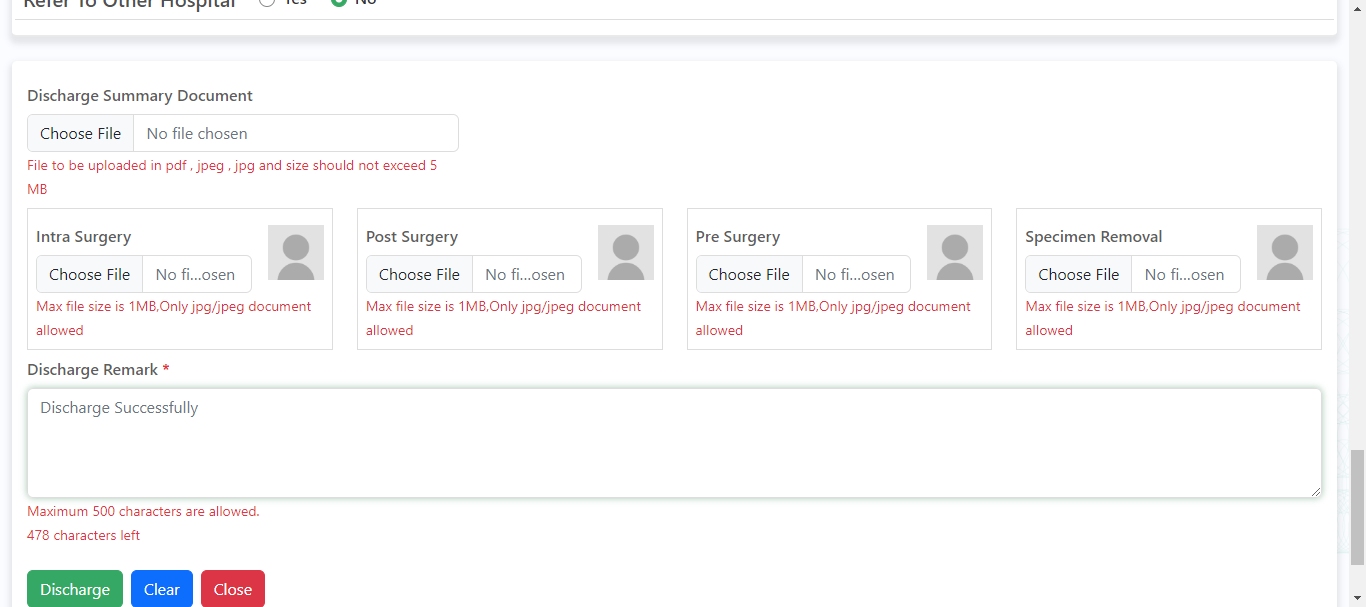 Refer To Other Hospital Yes No
Discharge Summary Document
Choose File No file chosen
File to be uploaded in pdf , jpeg , jpg and size should not exceed 5
MB
Intra Surgery
Choose File No fi...osen
Max file size is 1MB,Only jpg/jpeg document
allowed
Post Surgery
Choose File No fi...osen
Max file size is 1MB,Only jpg/jpeg document
allowed
Pre Surgery
Choose File No fi...osen
Max file size is 1MB,Only jpg/jpeg document
allowed
Specimen Removal
Choose File No fi...osen
Max file size is 1MB,Only jpg/jpeg document
allowed
Discharge Remark *
Discharge Successfully
Maximum 500 characters are allowed.
478 characters left
Discharge Clear Close